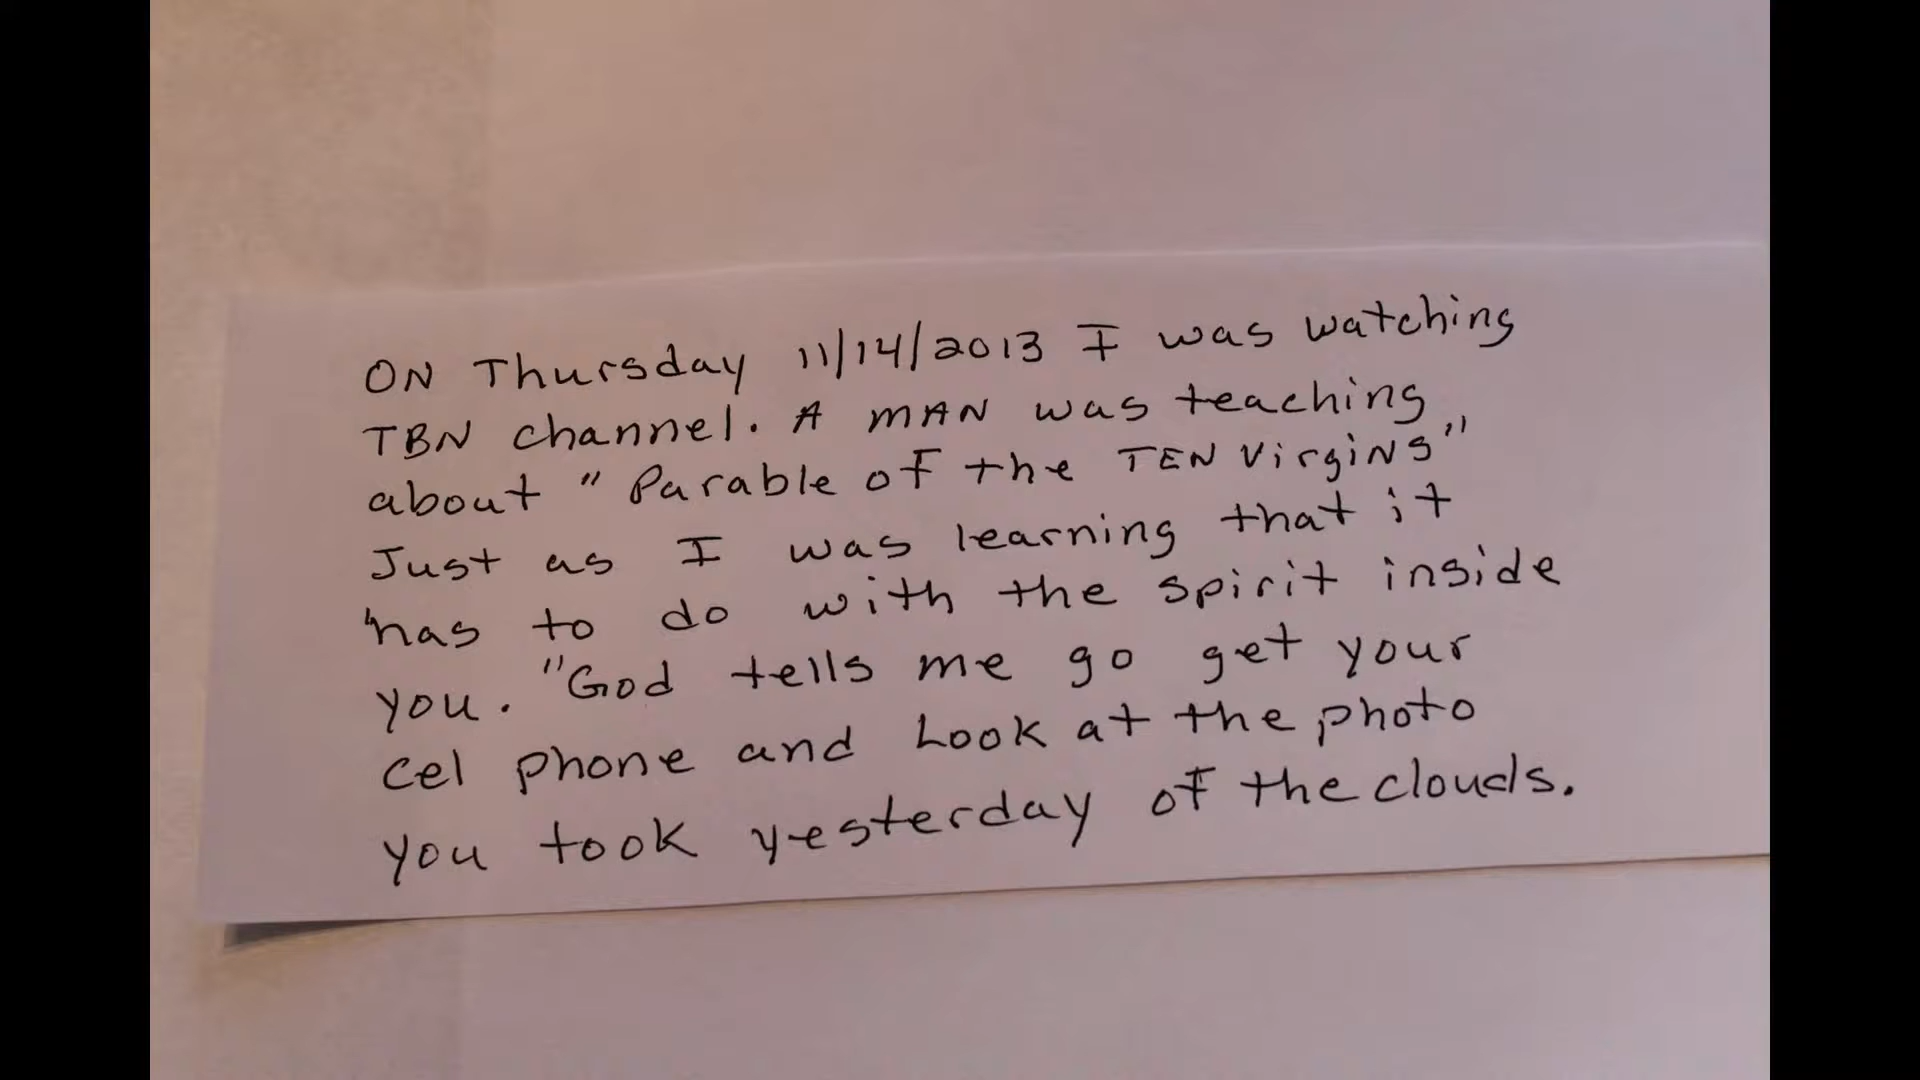 ON Thursday 11/14/2013 I was watching
TBN channel. A MAN was teaching
about "Parable of the TEN Virgins"
Just as I was learning that it
"has to do with the spirit inside
you. "God tells me go get your
cel phone and Look at the photo
you took yesterday of the clouds.